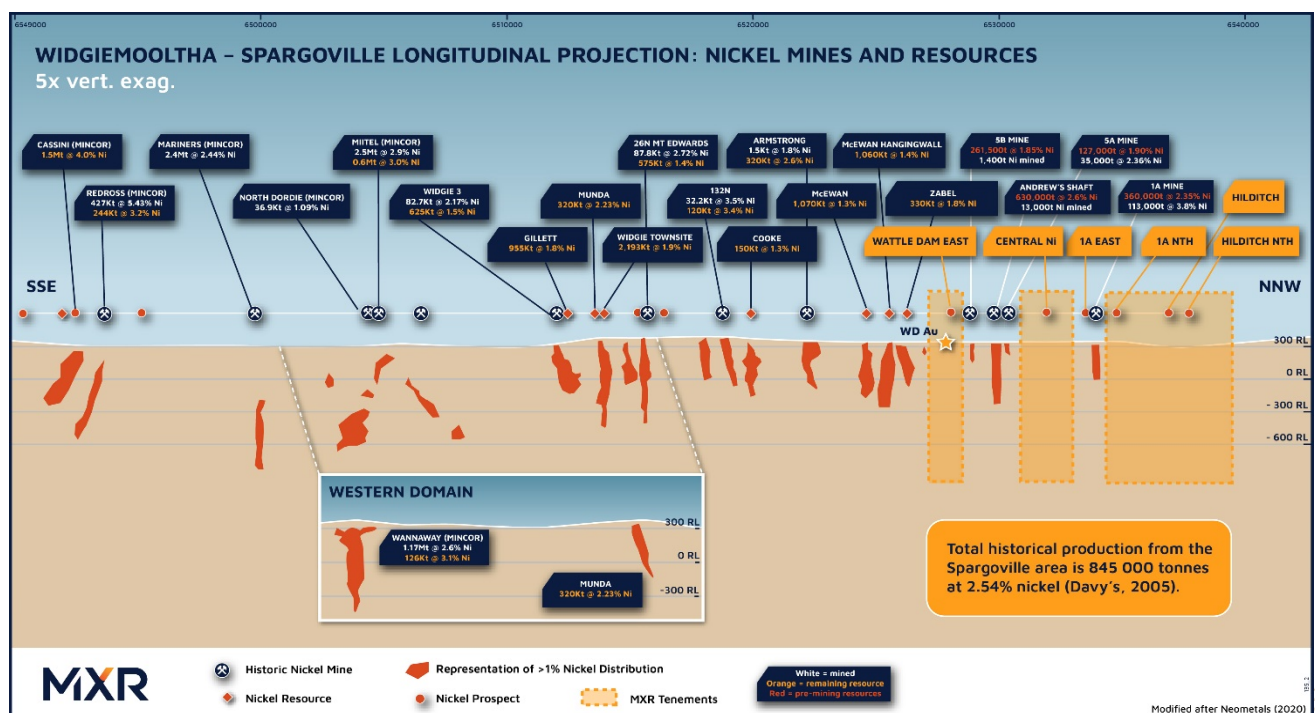 6549000
6500000
6510000
6520000
6530000
6540000
WIDGIEMOOLTHA – SPARGOVILLE LONGITUDINAL PROJECTION: NICKEL MINES AND RESOURCES
5x vert. exag.
CASSINI (MINCOR)
1.5Mt @ 4.0% Ni
MARINERS (MINCOR)
2.4Mt @ 2.44% Ni
MIITEL (MINCOR)
2.5Mt @ 2.9% Ni
0.6Mt @ 3.0% Ni
26N MT EDWARDS
87.8Kt @ 2.72% Ni
575Kt @ 1.4% Ni
ARMSTRONG
1.5Kt @ 1.8% Ni
320Kt @ 2.6% Ni
McEWAN HANGINGWALL
1,060Kt @ 1.4% Ni
5B MINE
261,500t @ 1.85% Ni
1,400t Ni mined
5A MINE
127,000t @ 1.90% Ni
35,000t @ 2.36% Ni
REDROSS (MINCOR)
427Kt @ 5.43% Ni
244Kt @ 3.2% Ni
NORTH DORDIE (MINCOR)
36.9Kt @ 1.09% Ni
WIDGIE 3
82.7Kt @ 2.17% Ni
625Kt @ 1.5% Ni
MUNDA
320Kt @ 2.23% Ni
132N
32.2Kt @ 3.5% Ni
120Kt @ 3.4% Ni
McEWAN
1,070Kt @ 1.3% Ni
ZABEL
330Kt @ 1.8% Ni
ANDREW'S SHAFT
630,000t @ 2.6% Ni
13,000t Ni mined
1A MINE
360,000t @ 2.35% Ni
113,000t @ 3.8% Ni
HILDITCH
GILLETT
955Kt @ 1.8% Ni
WIDGIE TOWNSITE
2,193Kt @ 1.9% Ni
COOKE
150Kt @ 1.3% Ni
WATTLE DAM EAST
CENTRAL Ni
1A EAST
1A NTH
HILDITCH NTH
SSE
NNW
WD Au
300 RL
0 RL
- 300 RL
- 600 RL
WESTERN DOMAIN
300 RL
0 RL
-300 RL
WANNAWAY (MINCOR)
1.17Mt @ 2.6% Ni
126Kt @ 3.1% Ni
MUNDA
320Kt @ 2.23% Ni
Total historical production from the
Spargoville area is 845 000 tonnes
at 2.54% nickel (Davy's, 2005).
MXR
Historic Nickel Mine
Representation of >1% Nickel Distribution
Nickel Resource
Nickel Prospect
MXR Tenements
White = mined
Orange = remaining resource
Red = pre-mining resources
Modified after Neometals (2020)